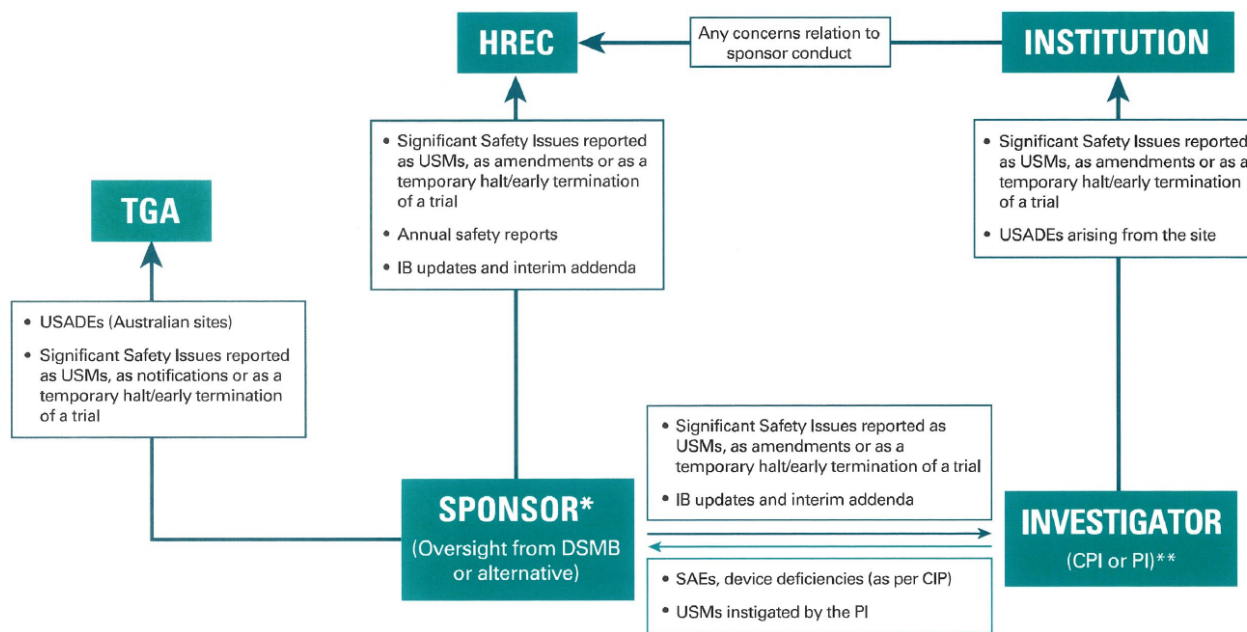 HREC
Any concerns relation to
sponsor conduct
INSTITUTION
• Significant Safety Issues reported
as USMs, as amendments or as a
temporary halt/early termination
of a trial
• Annual safety reports
• IB updates and interim addenda
• Significant Safety Issues reported
as USMs, as amendments or as a
temporary halt/early termination
of a trial
• USADEs arising from the site
TGA
• USADEs (Australian sites)
• Significant Safety Issues reported
as USMs, as notifications or as a
temporary halt/early termination
of a trial
• Significant Safety Issues reported as
USMs, as amendments or as a
temporary halt/early termination of a trial
• IB updates and interim addenda
SPONSOR*
(Oversight from DSMB
or alternative)
INVESTIGATOR
(CPI or PI)**
• SAEs, device deficiencies (as per CIP)
• USMs instigated by the PI